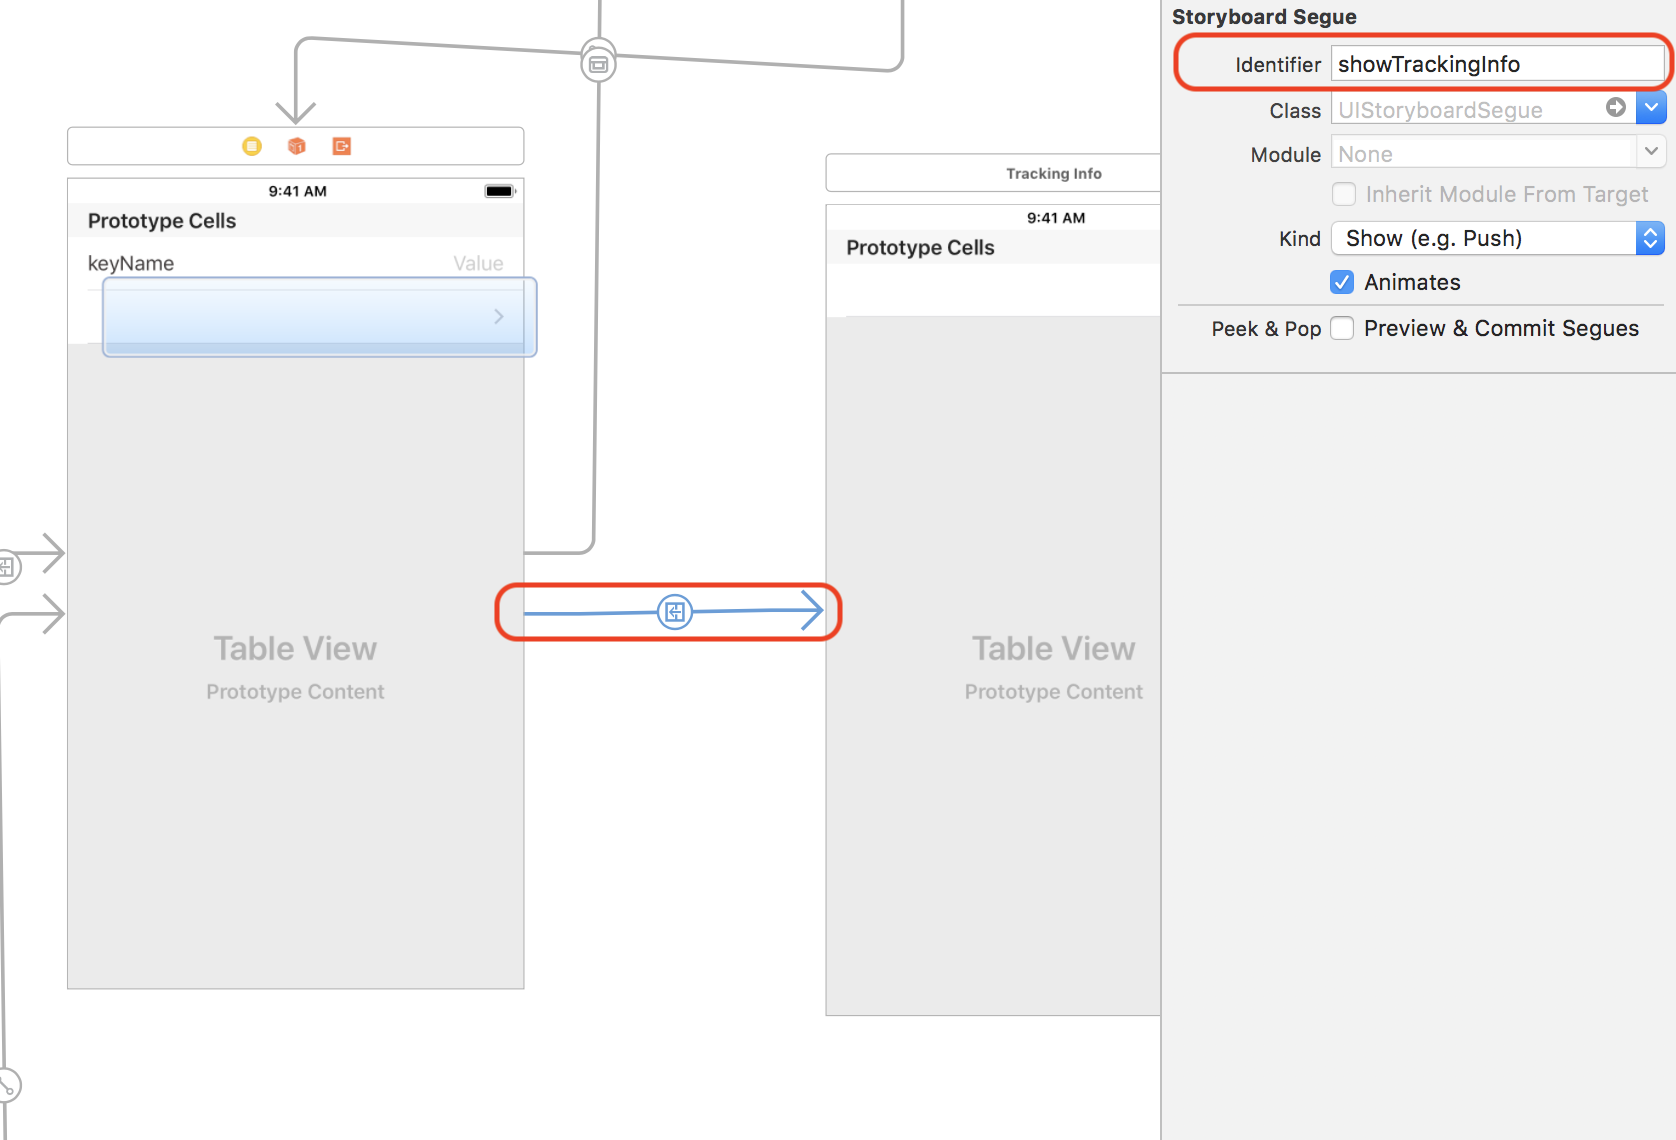 9:41 AM
Prototype Cells
keyName Value
Table View
Prototype Content
Tracking Info
9:41 AM
Prototype Cells
Table View
Prototype Content
Storyboard Segue
Identifier showTrackingInfo
Class UIStoryboardSegue
Module None
Inherit Module From Target
Kind Show (e.g. Push)
Animates
Peek & Pop Preview & Commit Segues